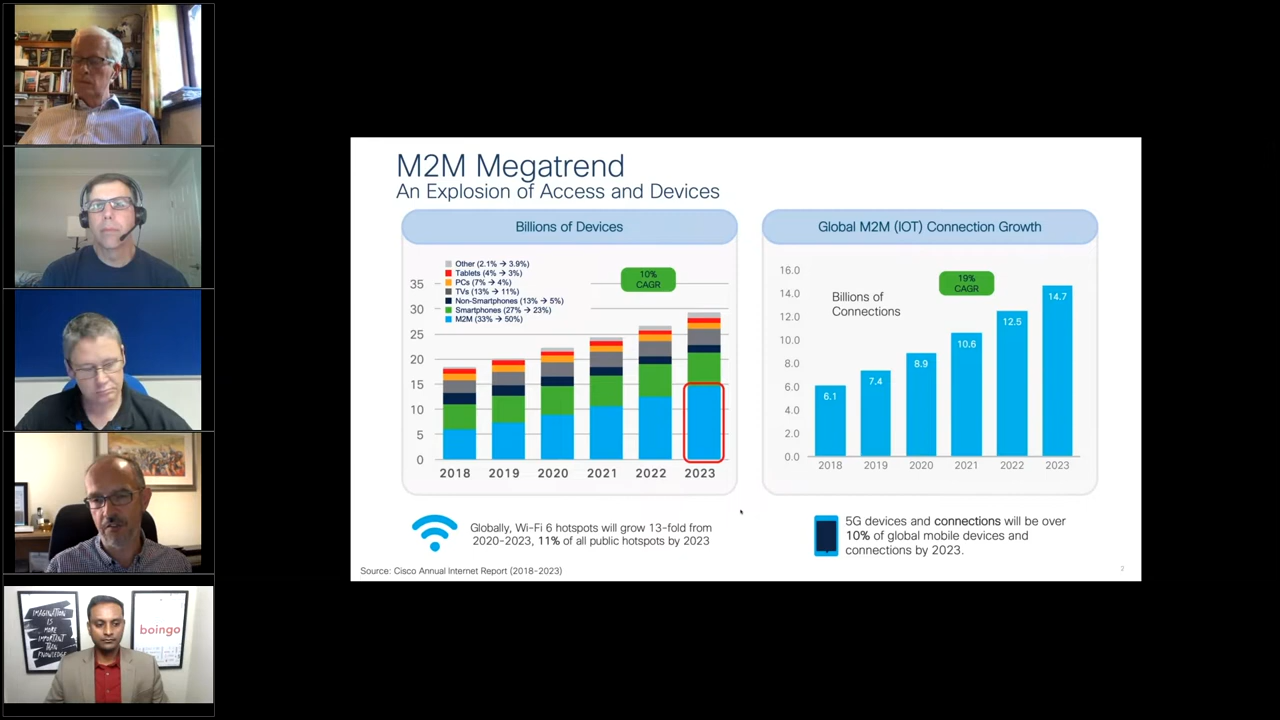 M2M Megatrend
An Explosion of Access and Devices
Billions of Devices
Other (2.1% → 3.9%)
Tablets (4% → 3%)
PCs (7% → 4%)
TVs (13% → 11%)
Non-Smartphones (13% → 5%)
Smartphones (27% → 23%)
M2M (33% → 50%)
10%
CAGR
35
30
25
20
15
10
5
0
2018 2019 2020 2021 2022 2023
Global M2M (IOT) Connection Growth
Billions of
Connections
19%
CAGR
16.0
14.0
12.0
10.0
8.0
6.0
4.0
2.0
0.0
6.1 7.4 8.9 10.6 12.5 14.7
2018 2019 2020 2021 2022 2023
Globally, Wi-Fi 6 hotspots will grow 13-fold from
2020-2023, 11% of all public hotspots by 2023
5G devices and connections will be over
10% of global mobile devices and
connections by 2023.
Source: Cisco Annual Internet Report (2018-2023)
2
IMAGINATION
IS
MORE
IMPORTANT
THAN
KNOWLEDGE
boingo